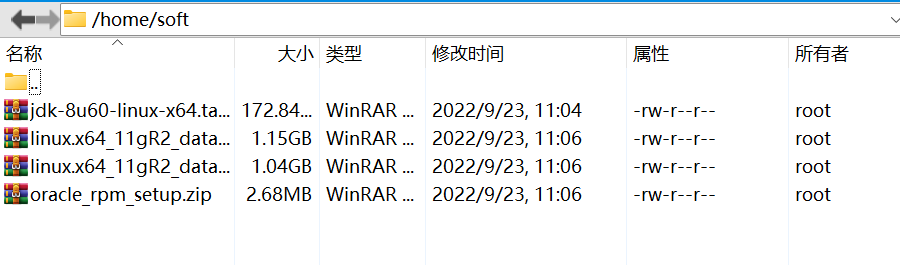 /home/soft
名称 大小 类型 修改时间 属性 所有者
..
jdk-8u60-linux-x64.ta... 172.84... WinRAR ... 2022/9/23, 11:04 -rw-r--r-- root
linux.x64_11gR2_data... 1.15GB WinRAR ... 2022/9/23, 11:06 -rw-r--r-- root
linux.x64_11gR2_data... 1.04GB WinRAR ... 2022/9/23, 11:06 -rw-r--r-- root
oracle_rpm_setup.zip 2.68MB WinRAR ... 2022/9/23, 11:06 -rw-r--r-- root